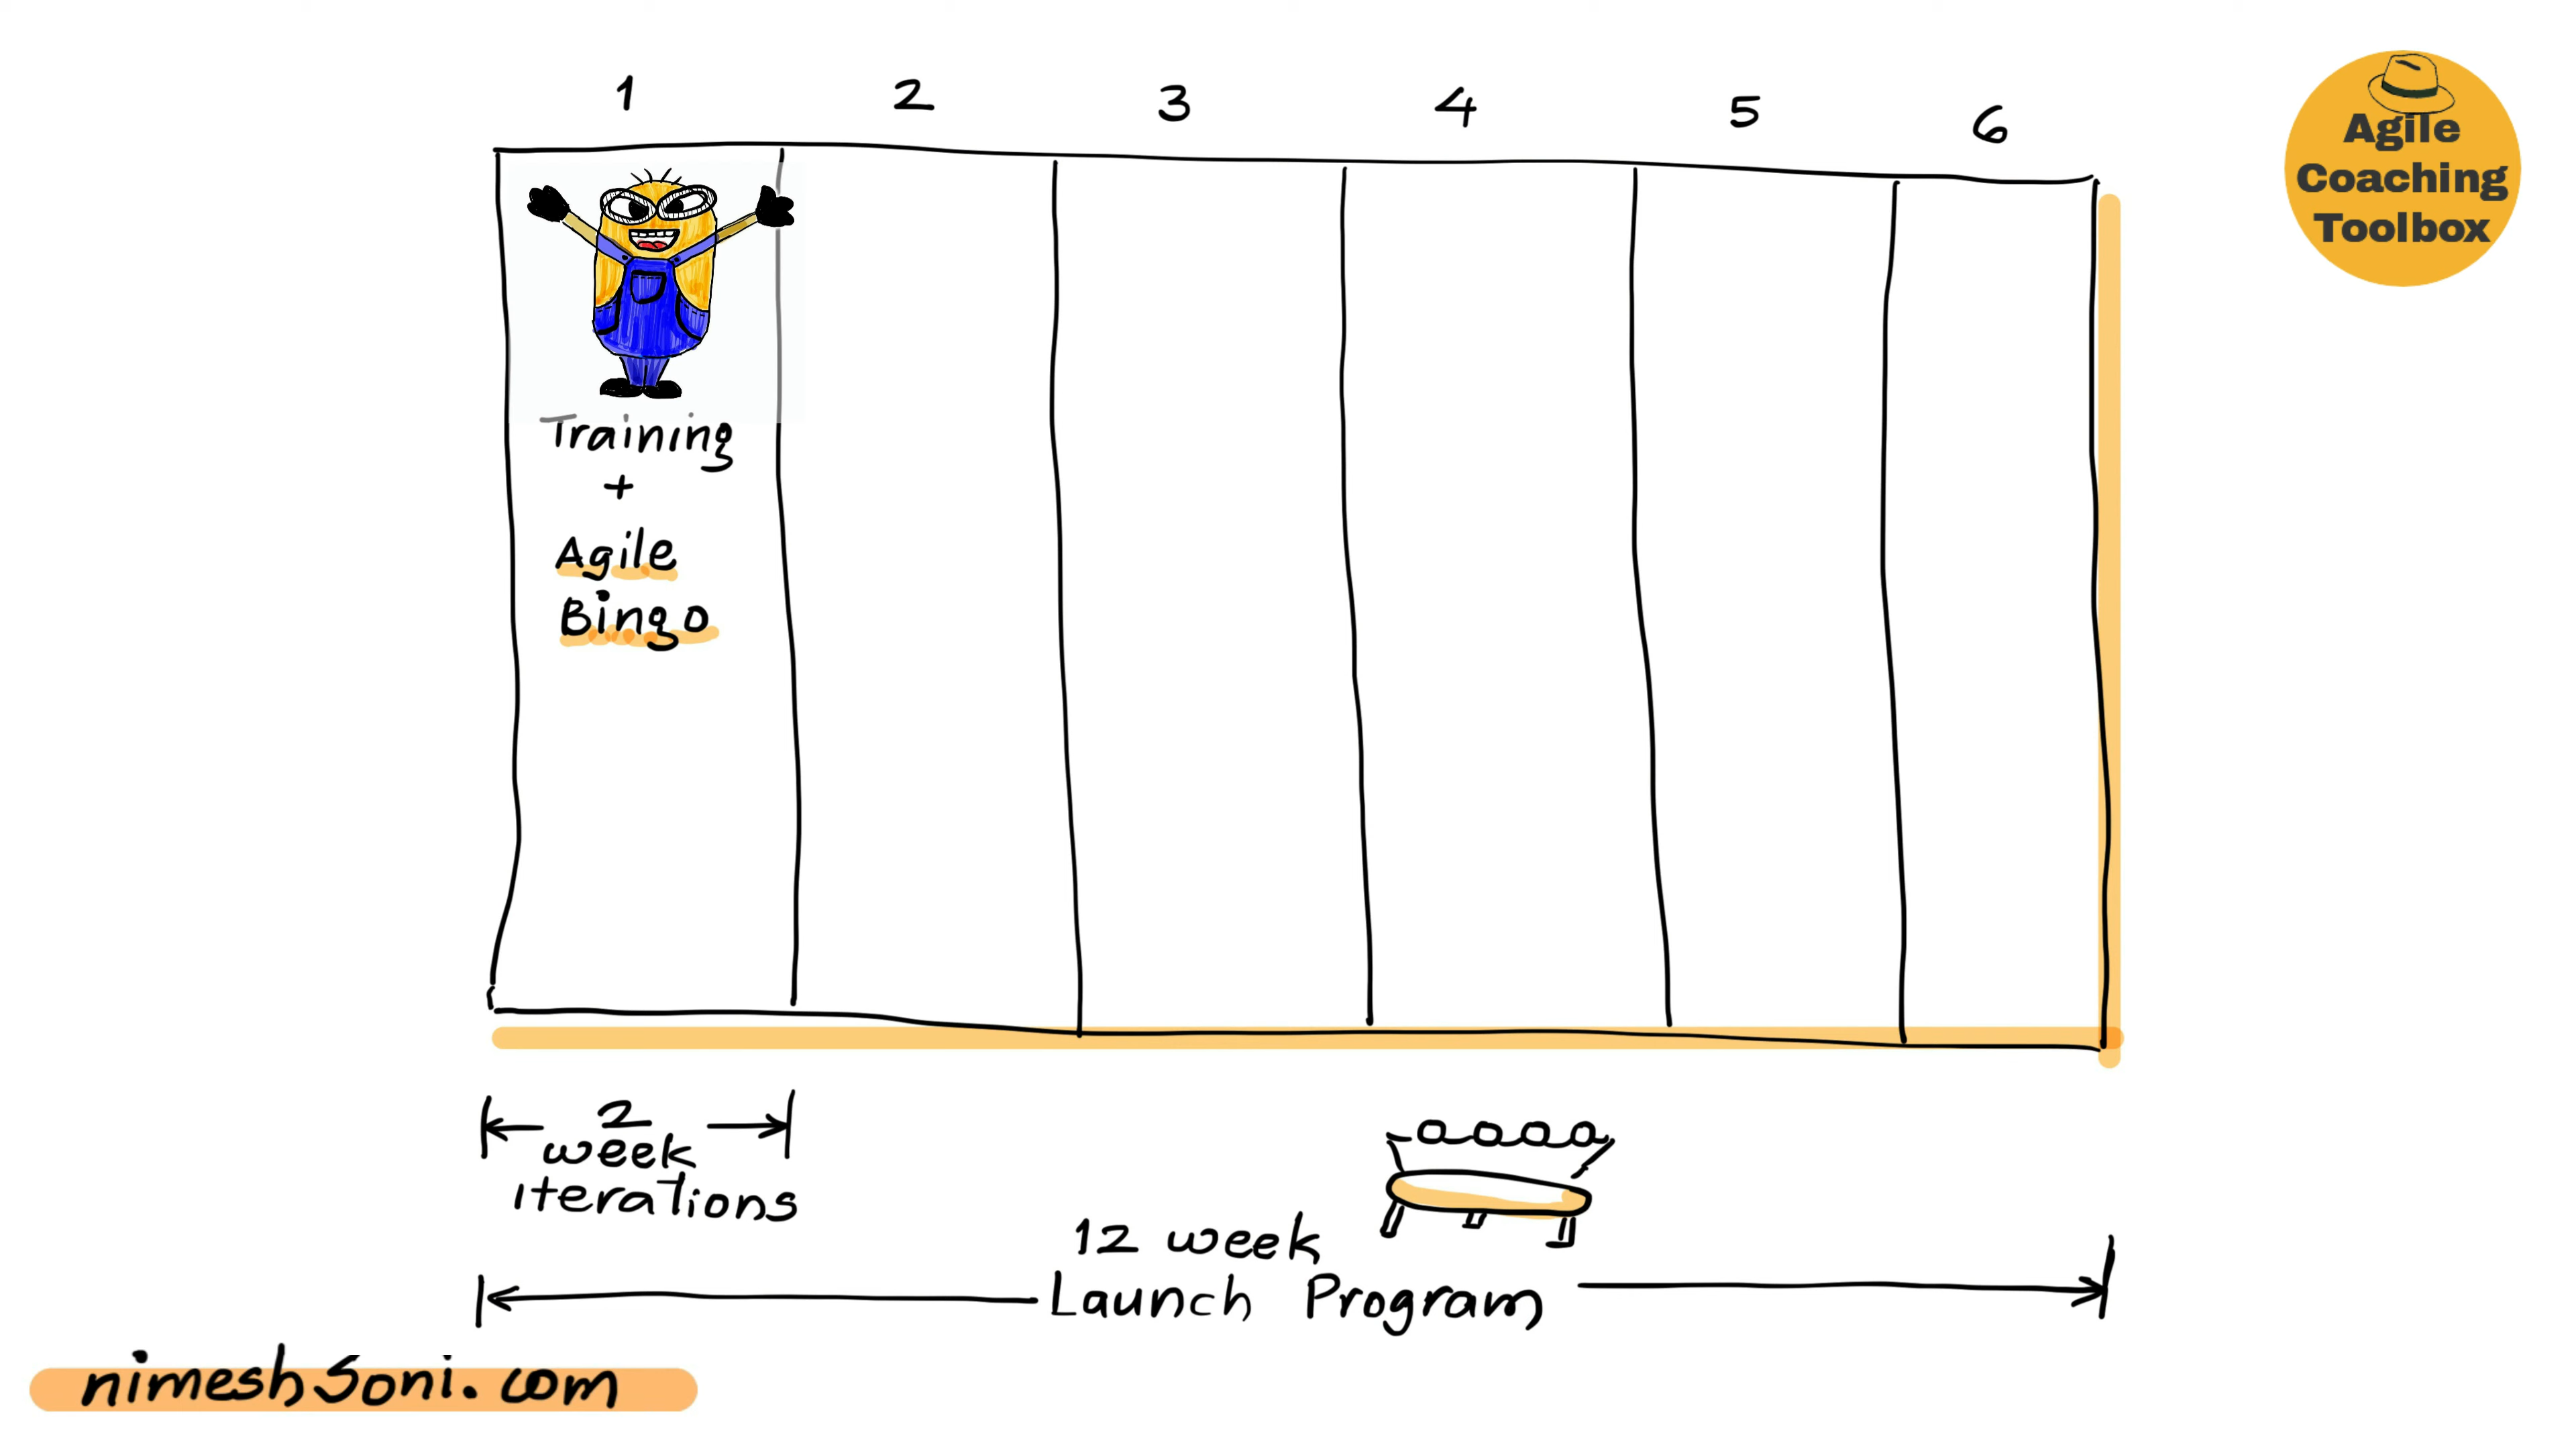 1 2 3 4 5 6
Agile
Coaching
Toolbox
Training
+
Agile
Bingo
2
week
iterations
12 week
Launch Program
nimeshSoni.com